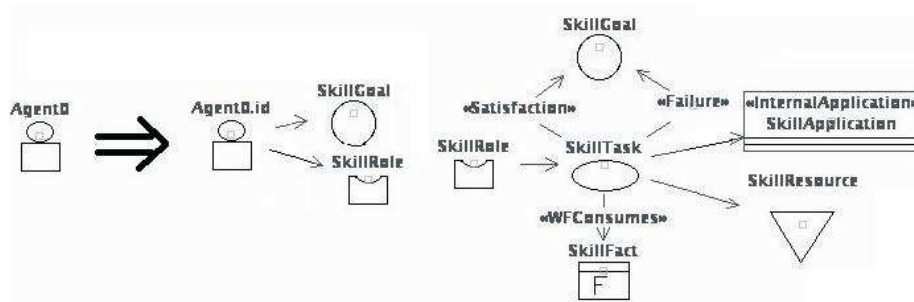 Agent0
Agent0.id
SkillGoal
SkillRole
SkillGoal
«Satisfaction»
«Failure»
«InternalApplication»
SkillApplication
SkillRole
SkillTask
SkillResource
«WFConsumes»
SkillFact
F